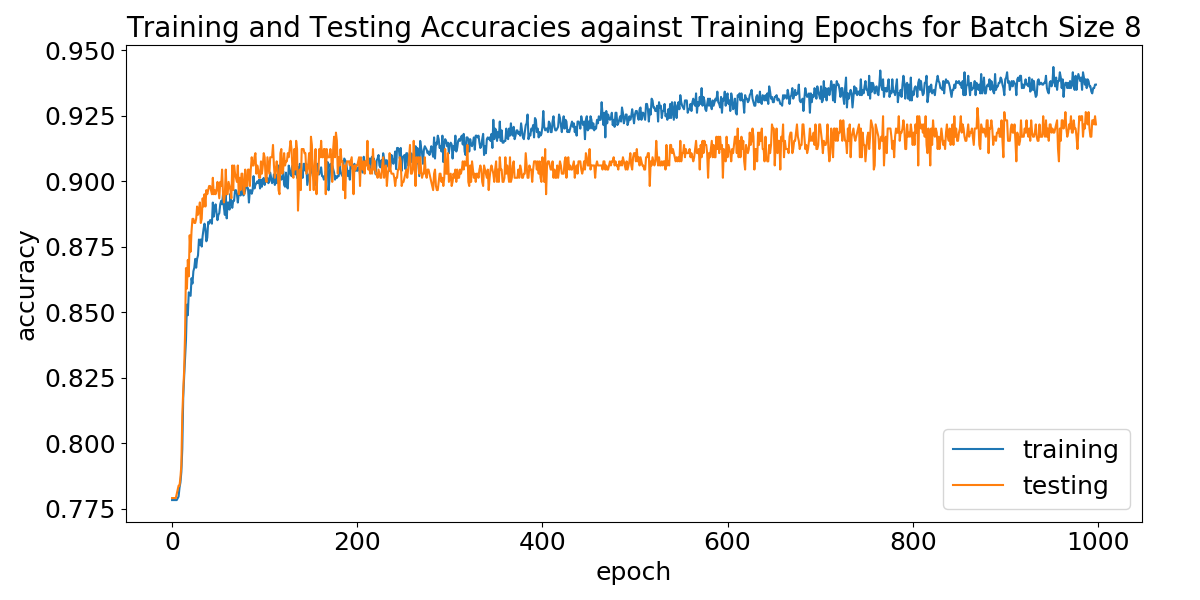 Training and Testing Accuracies against Training Epochs for Batch Size 8
0.950
0.925
0.900
0.875
0.850
0.825
0.800
0.775
accuracy
training
testing
0 200 400 600 800 1000
epoch